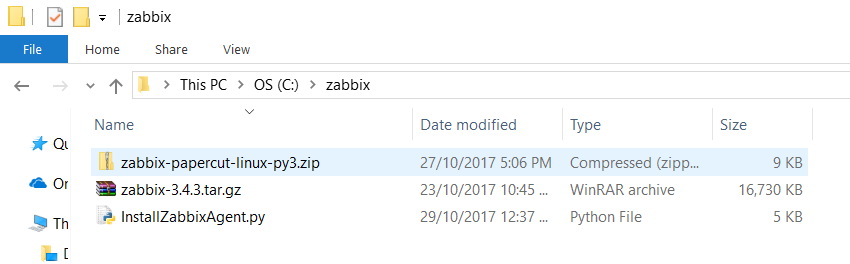 zabbix
File Home Share View
This PC OS (C:) zabbix
Name Date modified Type Size
Qu
zabbix-papercut-linux-py3.zip 27/10/2017 5:06 PM Compressed (zipp... 9 KB
On
zabbix-3.4.3.tar.gz 23/10/2017 10:45 ... WinRAR archive 16,730 KB
Th
InstallZabbixAgent.py 29/10/2017 12:37 ... Python File 5 KB
D